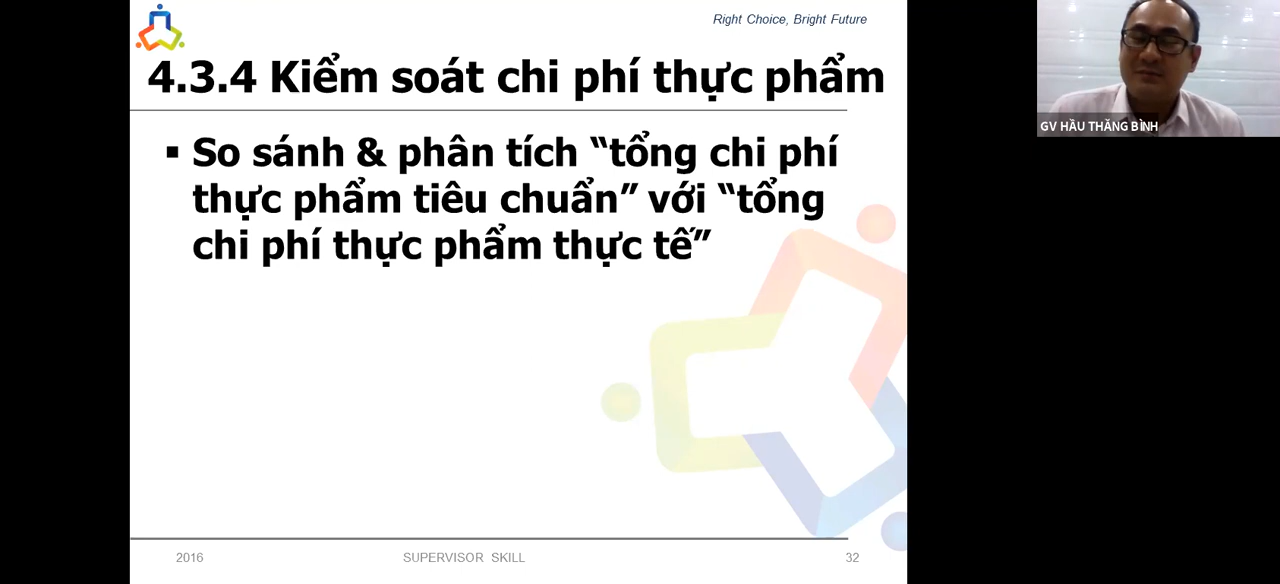 Right Choice, Bright Future
4.3.4 Kiểm soát chi phí thực phẩm
▪ So sánh & phân tích “tổng chi phí
thực phẩm tiêu chuẩn” với “tổng
chi phí thực phẩm thực tế”
GV HẦU THĂNG BÌNH
2016
SUPERVISOR SKILL
32